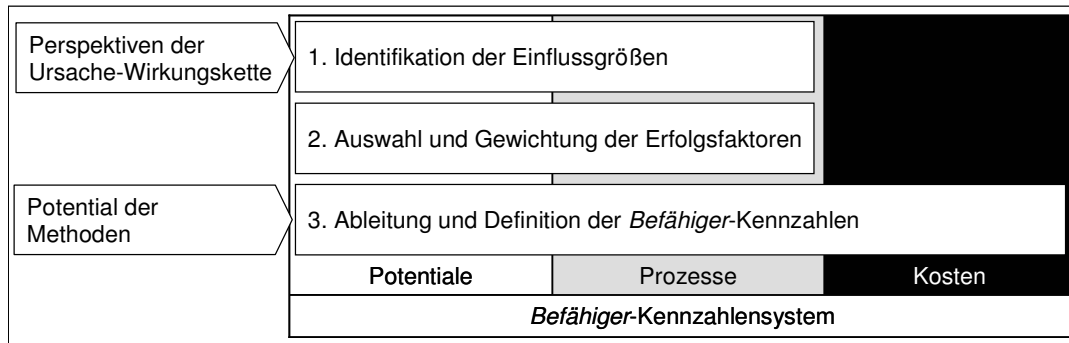 Perspektiven der
Ursache-Wirkungskette
1. Identifikation der Einflussgrößen
2. Auswahl und Gewichtung der Erfolgsfaktoren
Potential der
Methoden
3. Ableitung und Definition der Befähiger-Kennzahlen
Potentiale
Prozesse
Kosten
Befähiger-Kennzahlensystem